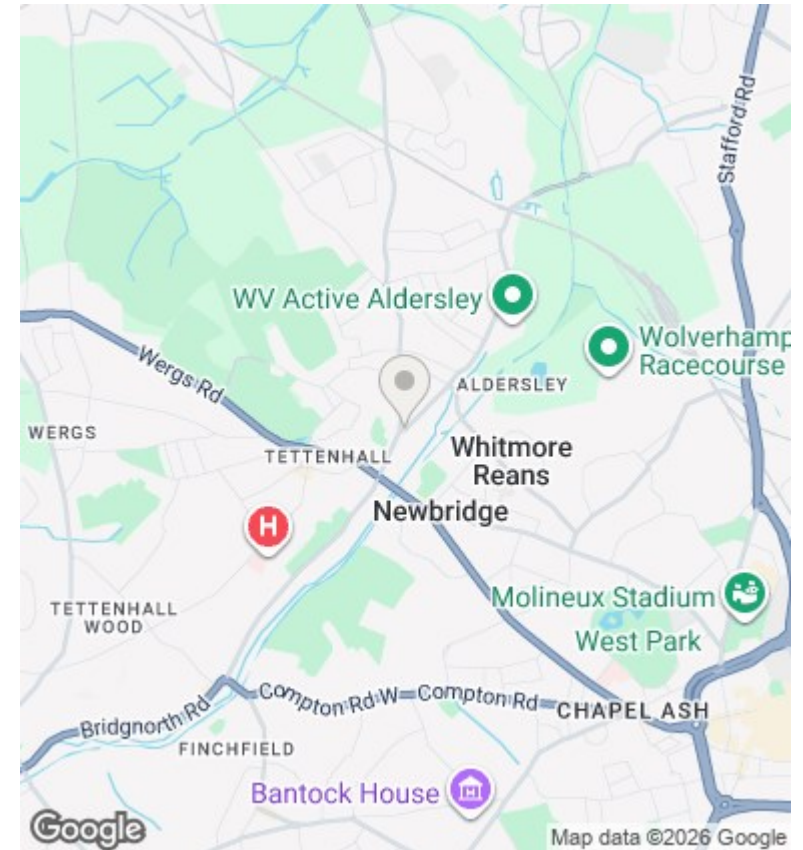 Stafford Rd
WV Active Aldersley
Wolverhamp
Racecourse
Wergs Rd
ALDERSLEY
WERGS
TETTENHALL
Whitmore
Reans
Newbridge
H
TETTENHALL
WOOD
Molineux Stadium
West Park
Compton Rd W
Compton Rd
CHAPEL ASH
Bridgnorth Rd
FINCHFIELD
Bantock House
Google
Map data ©2026 Google